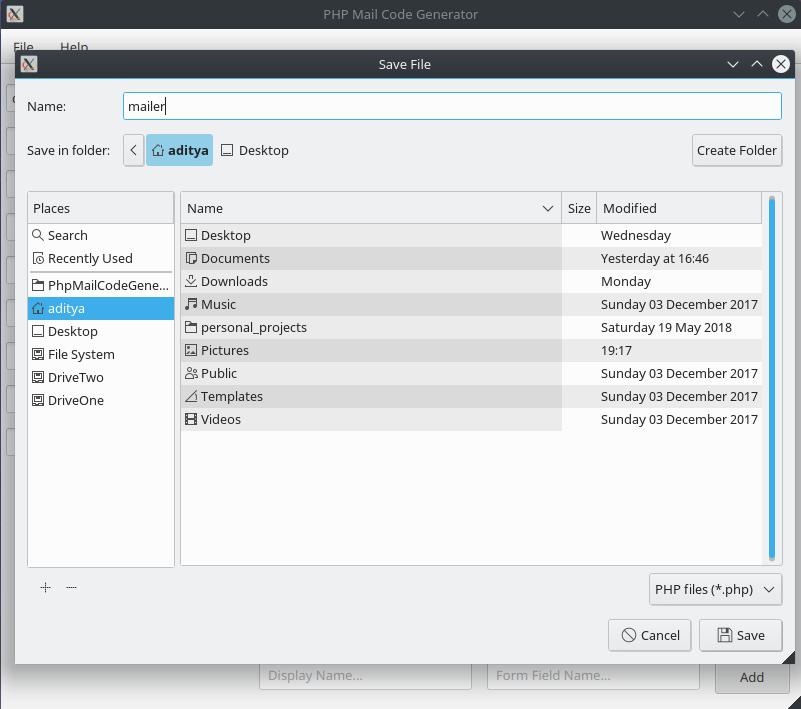 PHP Mail Code Generator
File Help
Save File
Name: mailer
Save in folder: aditya Desktop Create Folder
Places Name Size Modified
Search Desktop Wednesday
Recently Used Documents Yesterday at 16:46
PhpMailCodeGene... Downloads Monday
aditya Music Sunday 03 December 2017
Desktop personal_projects Saturday 19 May 2018
File System Pictures 19:17
DriveTwo Public Sunday 03 December 2017
DriveOne Templates Sunday 03 December 2017
Videos Sunday 03 December 2017
PHP files (*.php)
Cancel Save
Display Name... Form Field Name... Add